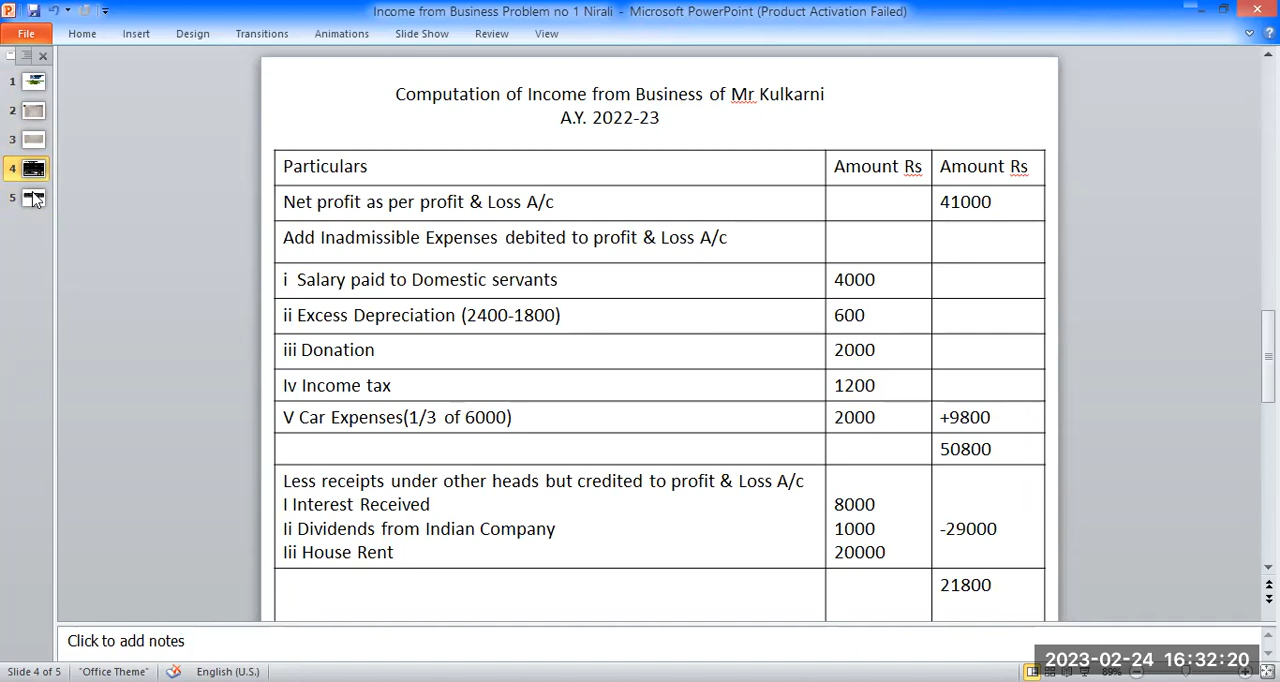 Income from Business Problem no 1 Nirali - Microsoft PowerPoint (Product Activation Failed)
File Home Insert Design Transitions Animations Slide Show Review View
1
2
3
4
5
Computation of Income from Business of Mr Kulkarni
A.Y. 2022-23
Particulars Amount Rs Amount Rs
Net profit as per profit & Loss A/c 41000
Add Inadmissible Expenses debited to profit & Loss A/c
i Salary paid to Domestic servants 4000
ii Excess Depreciation (2400-1800) 600
iii Donation 2000
Iv Income tax 1200
V Car Expenses(1/3 of 6000) 2000 +9800
50800
Less receipts under other heads but credited to profit & Loss A/c
I Interest Received 8000
Ii Dividends from Indian Company 1000 -29000
Iii House Rent 20000
21800
Click to add notes
Slide 4 of 5 "Office Theme" English (U.S.) 89%
2023-02-24 16:32:20